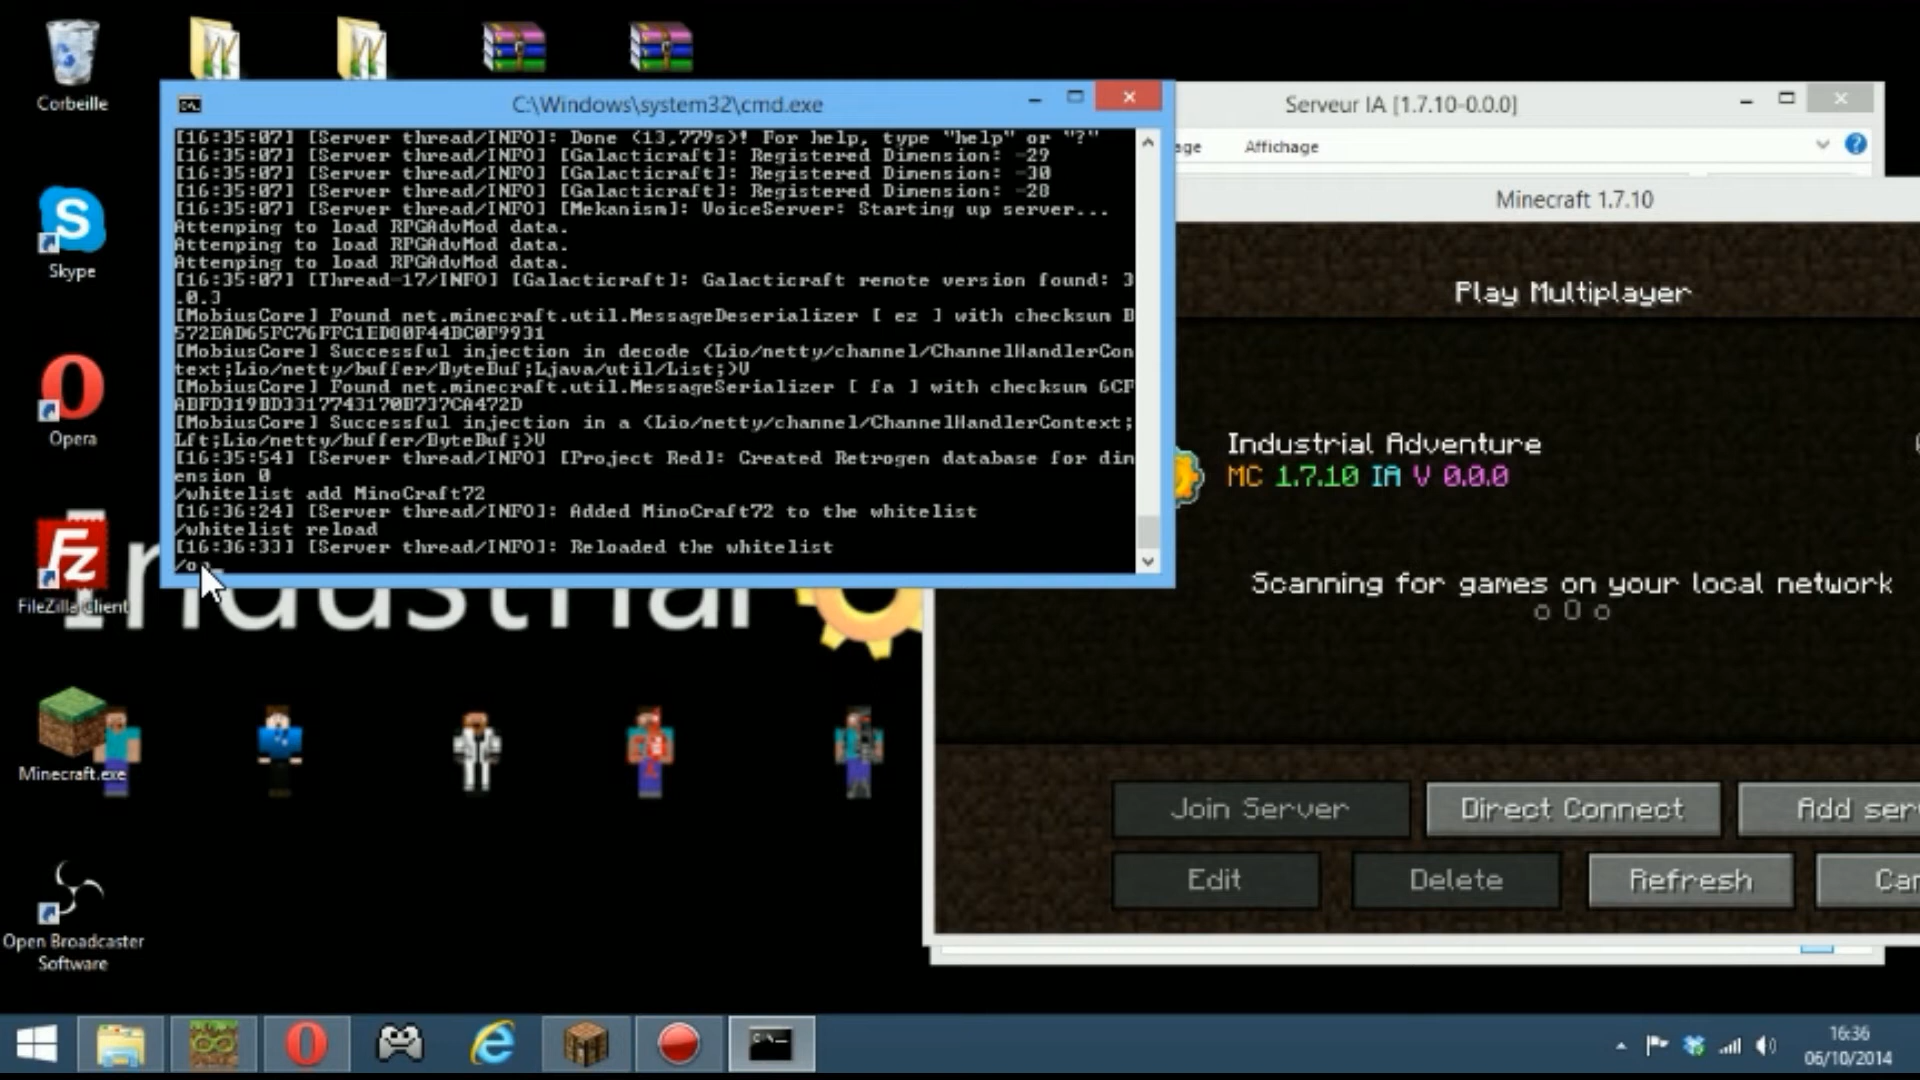 Corbeille
Skype
Opera
FileZilla Client
Minecraft.exe
Open Broadcaster
Software
C:\Windows\system32\cmd.exe
[16:35:07] [Server thread/INFO]: Done (13,779s)! For help, type "help" or "?"
[16:35:07] [Server thread/INFO] [Galacticraft]: Registered Dimension: -29
[16:35:07] [Server thread/INFO] [Galacticraft]: Registered Dimension: -30
[16:35:07] [Server thread/INFO] [Galacticraft]: Registered Dimension: -28
[16:35:07] [Server thread/INFO] [Mekanism]: VoiceServer: Starting up server...
Attemping to load RPGAdvMod data.
Attemping to load RPGAdvMod data.
Attemping to load RPGAdvMod data.
[16:35:07] [Thread-17/INFO] [Galacticraft]: Galacticraft remote version found: 3
.0.3
[MobiusCore] Found net.minecraft.util.MessageDeserializer [ ez ] with checksum B
572EAD65FC76FFC1ED80F44BC0F9931
[MobiusCore] Successful injection in decode (Lio/netty/channel/ChannelHandlerCon
text;Lio/netty/buffer/ByteBuf;Ljava/util/List;)V
[MobiusCore] Found net.minecraft.util.MessageSerializer [ fa ] with checksum 6CF
ABFD319BD3317743170B737CA472D
[MobiusCore] Successful injection in a (Lio/netty/channel/ChannelHandlerContext;
Lft;Lio/netty/buffer/ByteBuf;)V
[16:35:54] [Server thread/INFO] [Project Red]: Created Retrogen database for dim
ension 0
/whitelist add MinoCraft72
[16:36:24] [Server thread/INFO]: Added MinoCraft72 to the whitelist
/whitelist reload
[16:36:33] [Server thread/INFO]: Reloaded the whitelist
Industrial
Serveur IA [1.7.10-0.0.0]
age Affichage
Minecraft 1.7.10
Play Multiplayer
Industrial Adventure
MC 1.7.10 IA V 0.0.0
Scanning for games on your local network
Join Server
Direct Connect
Add ser
Edit
Delete
Refresh
Can
16:36
06/10/2014